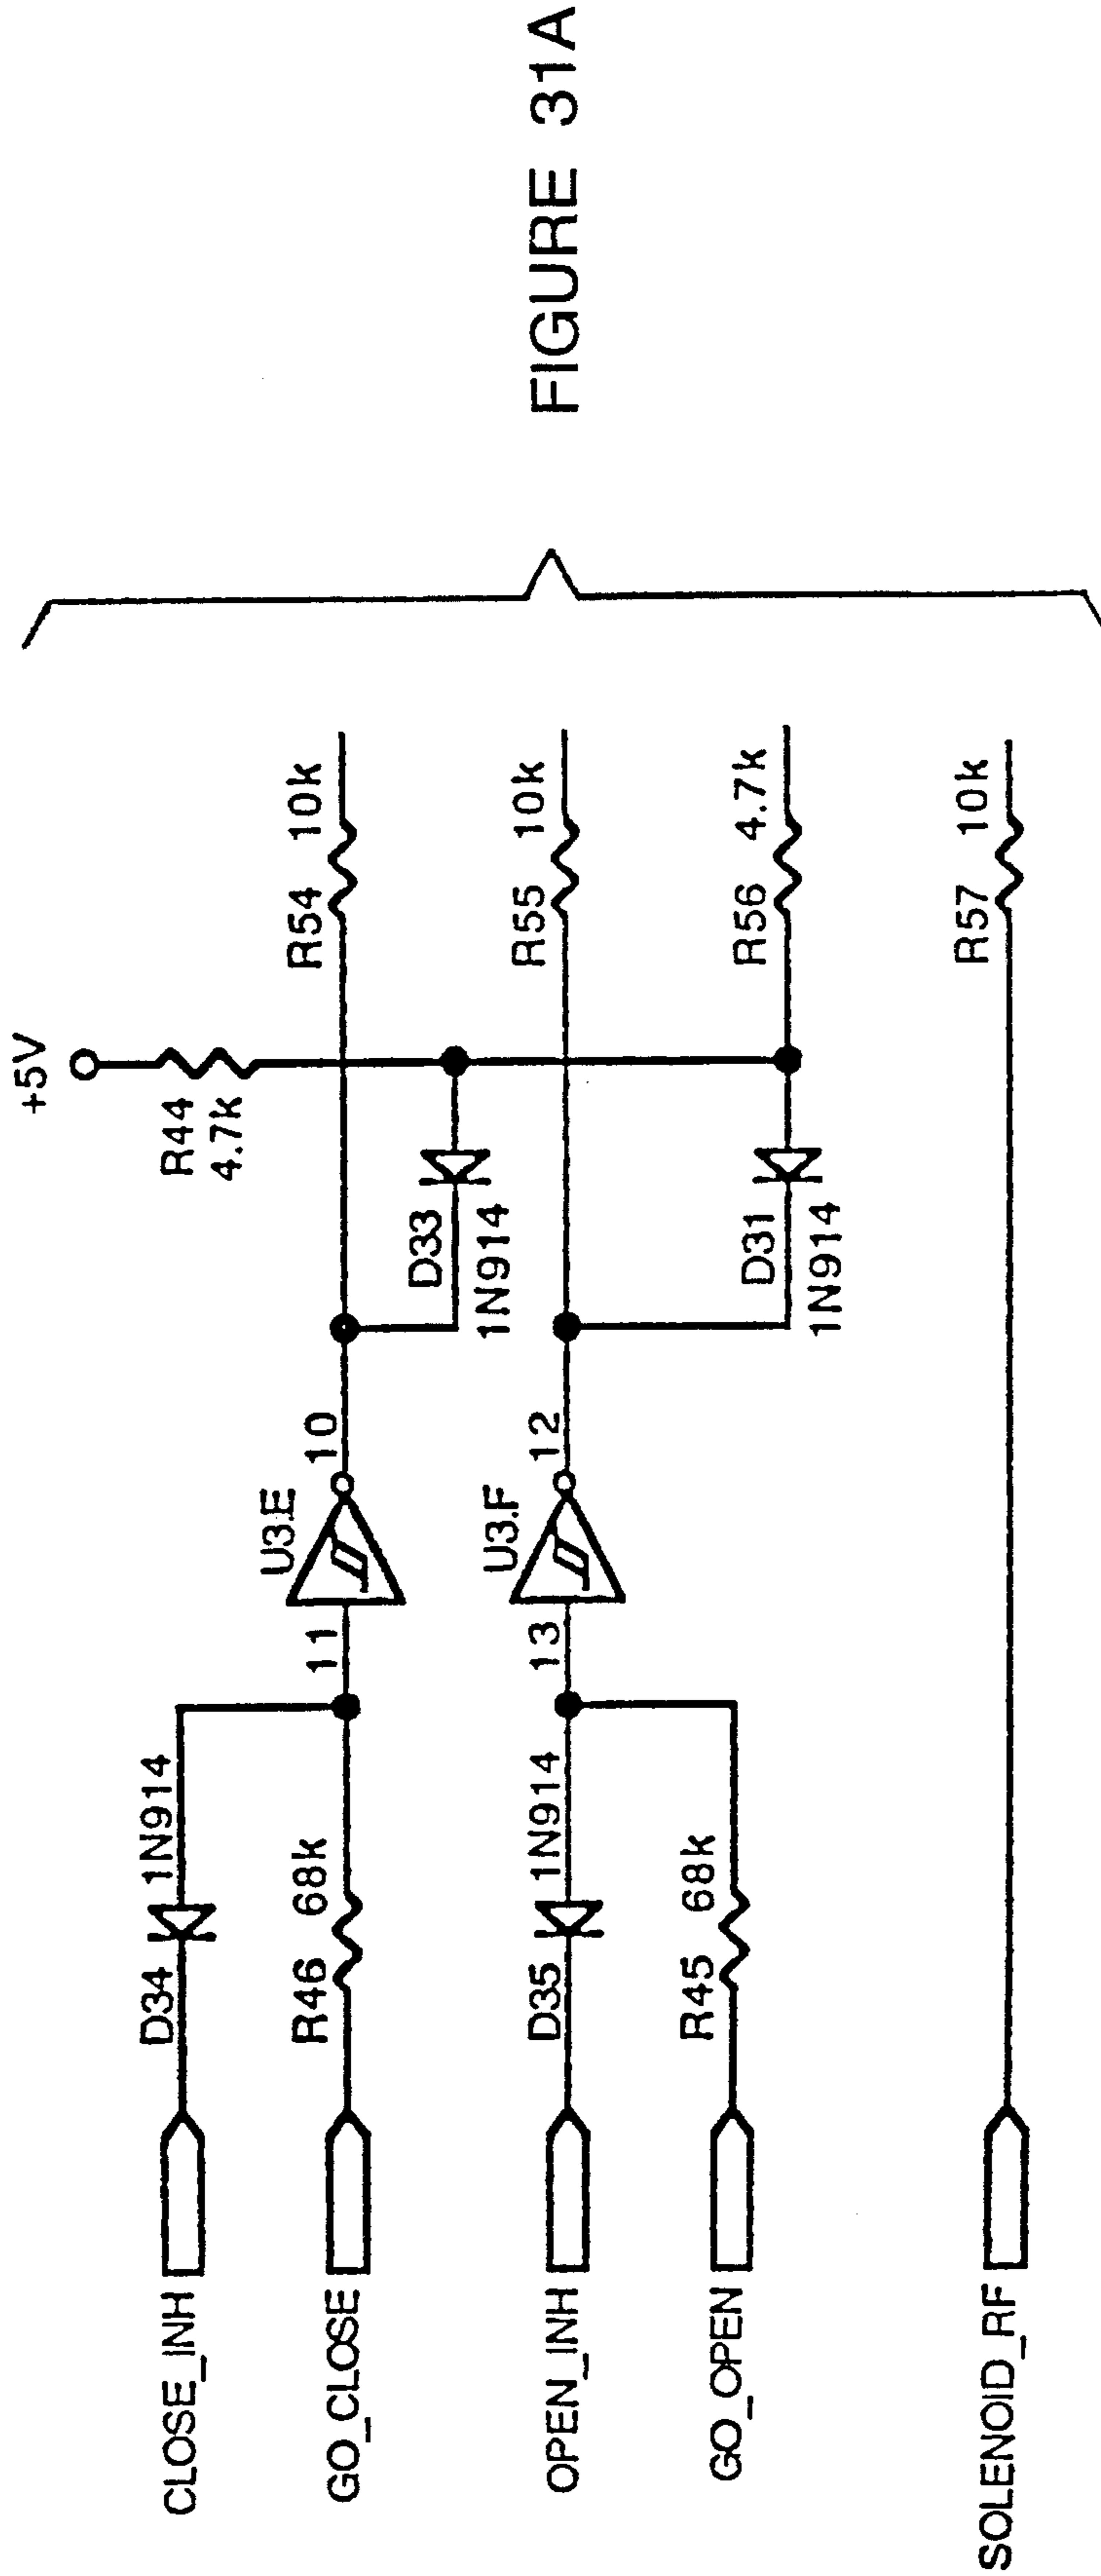 FIGURE 31A
+5V
R44
4.7k
R54 10k
R55 10k
R56 4.7k
R57 10k
D33
1N914
D31
1N914
U3.E
11
10
U3.F
13
12
D34 1N914
R46 68k
D35 1N914
R45 68k
CLOSE_INH
GO_CLOSE
OPEN_INH
GO_OPEN
SOLENOID_RF